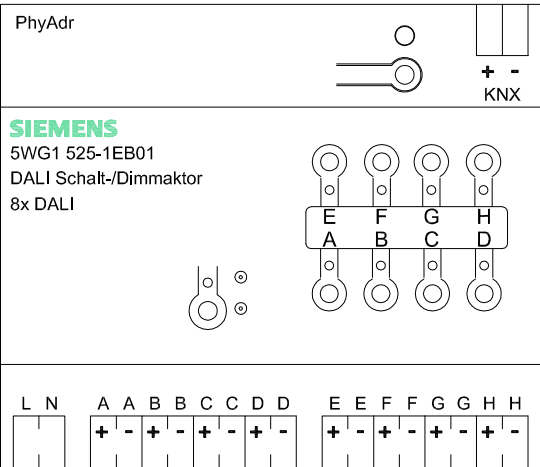 PhyAdr
+ -
KNX
SIEMENS
5WG1 525-1EB01
DALI Schalt-/Dimmaktor
8x DALI
E F G H
A B C D
L N A A B B C C D D E E F F G G H H
+ - + - + - + - + - + - + - + -